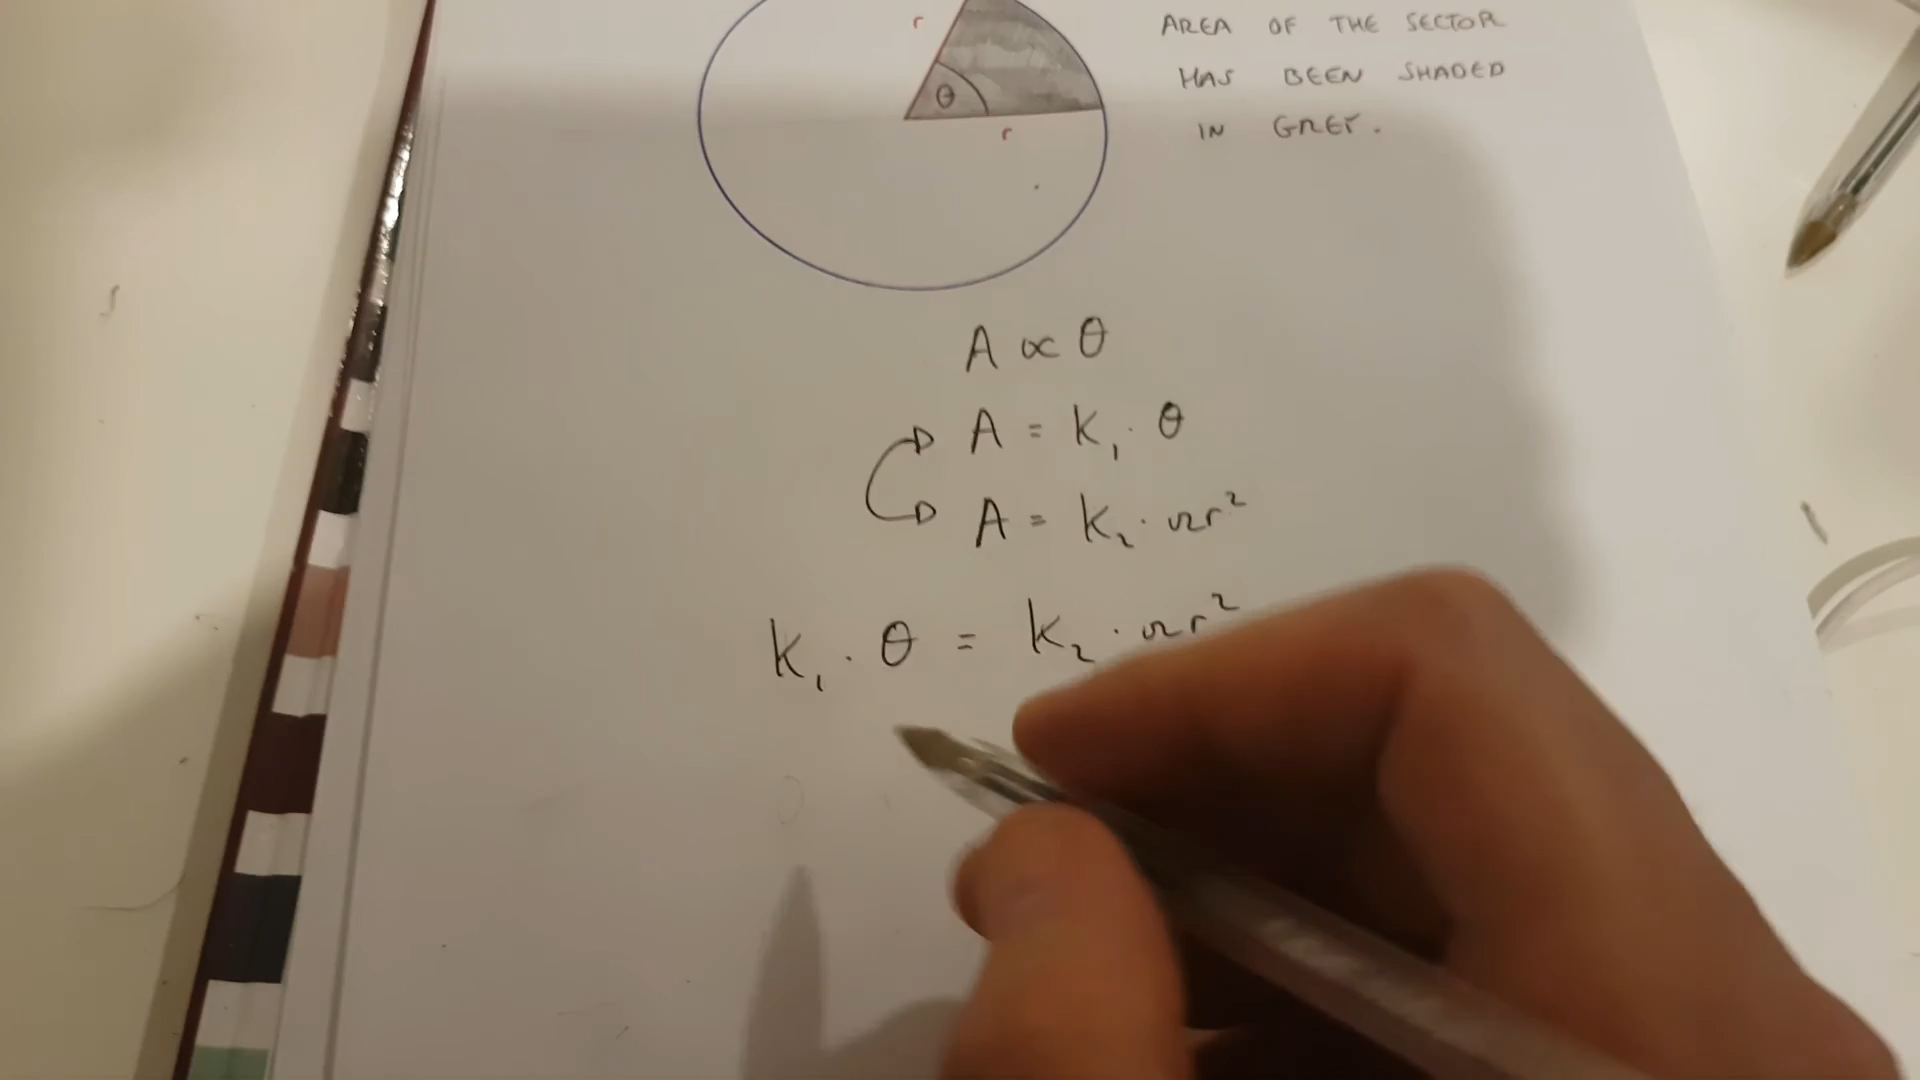 r
AREA OF THE SECTOR
HAS BEEN SHADED
IN GREY.
θ
r
A ∝ θ
A = K₁ · θ
A = K₂ · πr²
K₁ · θ = K₂ · πr²